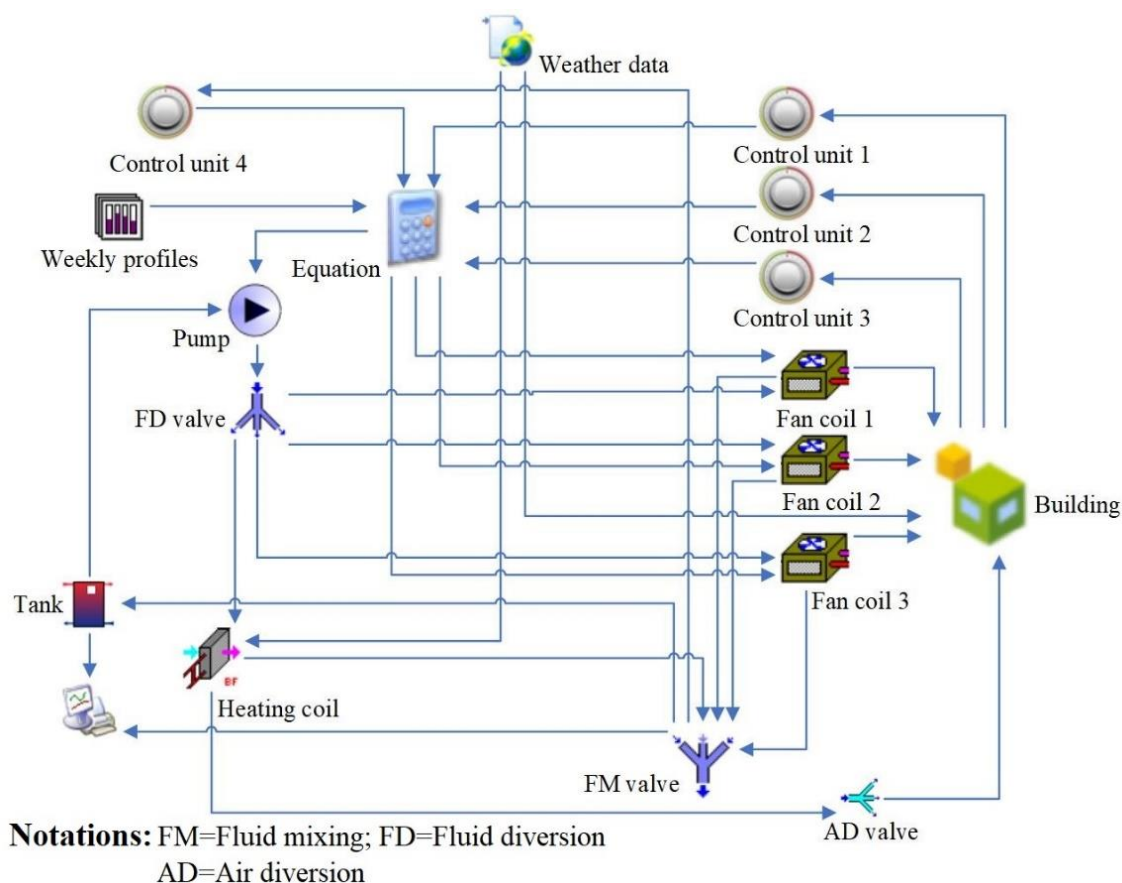 Weather data
Control unit 4
Control unit 1
Control unit 2
Weekly profiles
Equation
Control unit 3
Pump
FD valve
Fan coil 1
Fan coil 2
Building
Tank
Fan coil 3
BF
Heating coil
FM valve
AD valve
Notations: FM=Fluid mixing; FD=Fluid diversion
AD=Air diversion